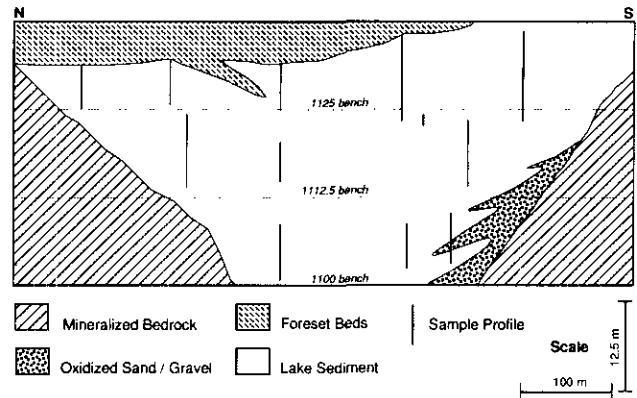 N S
1125 bench
1112.5 bench
1100 bench
Mineralized Bedrock Foreset Beds Sample Profile
Oxidized Sand / Gravel Lake Sediment Scale
12.5 m
100 m